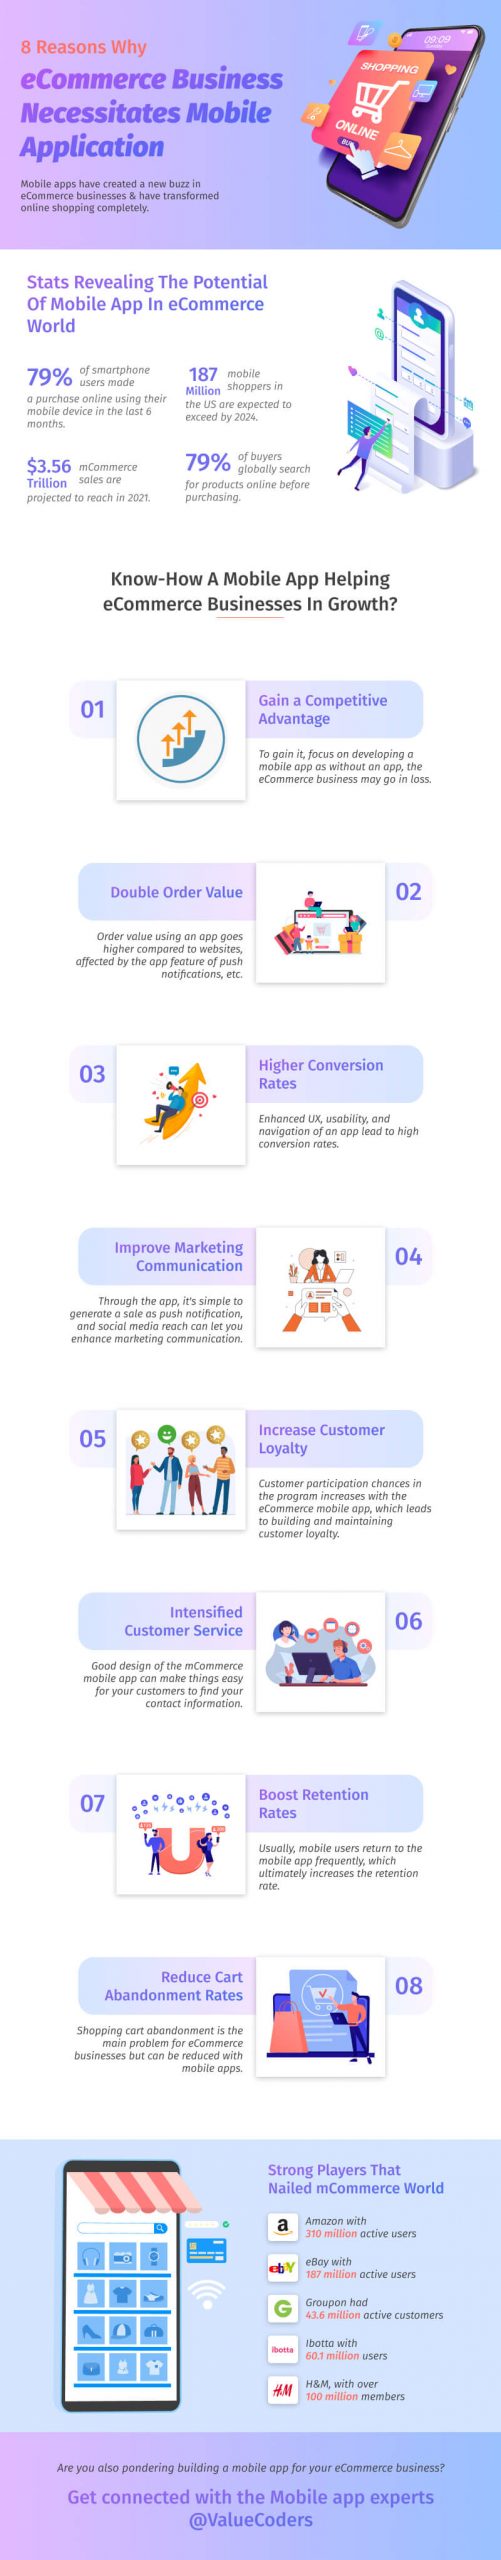 8 Reasons Why
eCommerce Business
Necessitates Mobile
Application
Mobile apps have created a new buzz in
eCommerce businesses & have transformed
online shopping completely.
09:09
SHOPPING
ONLINE
BUY
Stats Revealing The Potential
Of Mobile App In eCommerce
World
79% of smartphone
users made
a purchase online using their
mobile device in the last 6
months.
187 mobile
Million shoppers in
the US are expected to
exceed by 2024.
$3.56 mCommerce
Trillion sales are
projected to reach in 2021.
79% of buyers
globally search
for products online before
purchasing.
Know-How A Mobile App Helping
eCommerce Businesses In Growth?
01
Gain a Competitive
Advantage
To gain it, focus on developing a
mobile app as without an app, the
eCommerce business may go in loss.
Double Order Value
02
Order value using an app goes
higher compared to websites,
affected by the app feature of push
notifications, etc.
03
Higher Conversion
Rates
Enhanced UX, usability, and
navigation of an app lead to high
conversion rates.
Improve Marketing
Communication
04
Through the app, it's simple to
generate a sale as push notification,
and social media reach can let you
enhance marketing communication.
05
Increase Customer
Loyalty
Customer participation chances in
the program increases with the
eCommerce mobile app, which leads
to building and maintaining
customer loyalty.
Intensified
Customer Service
06
Good design of the mCommerce
mobile app can make things easy
for your customers to find your
contact information.
07
Boost Retention
Rates
Usually, mobile users return to the
mobile app frequently, which
ultimately increases the retention
rate.
Reduce Cart
Abandonment Rates
08
Shopping cart abandonment is the
main problem for eCommerce
businesses but can be reduced with
mobile apps.
Strong Players That
Nailed mCommerce World
a
Amazon with
310 million active users
ebay
eBay with
187 million active users
G
Groupon had
43.6 million active customers
ibotta
Ibotta with
60.1 million users
H&M
H&M, with over
100 million members
Are you also pondering building a mobile app for your eCommerce business?
Get connected with the Mobile app experts
@ValueCoders